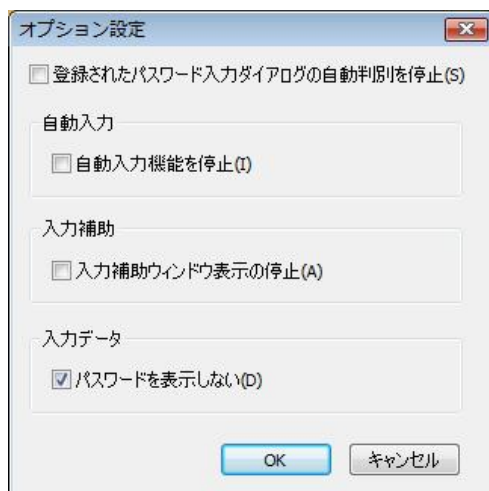 オプション設定
登録されたパスワード入力ダイアログの自動判別を停止(S)
自動入力
自動入力機能を停止(I)
入力補助
入力補助ウィンドウ表示の停止(A)
入力データ
パスワードを表示しない(D)
OK
キャンセル